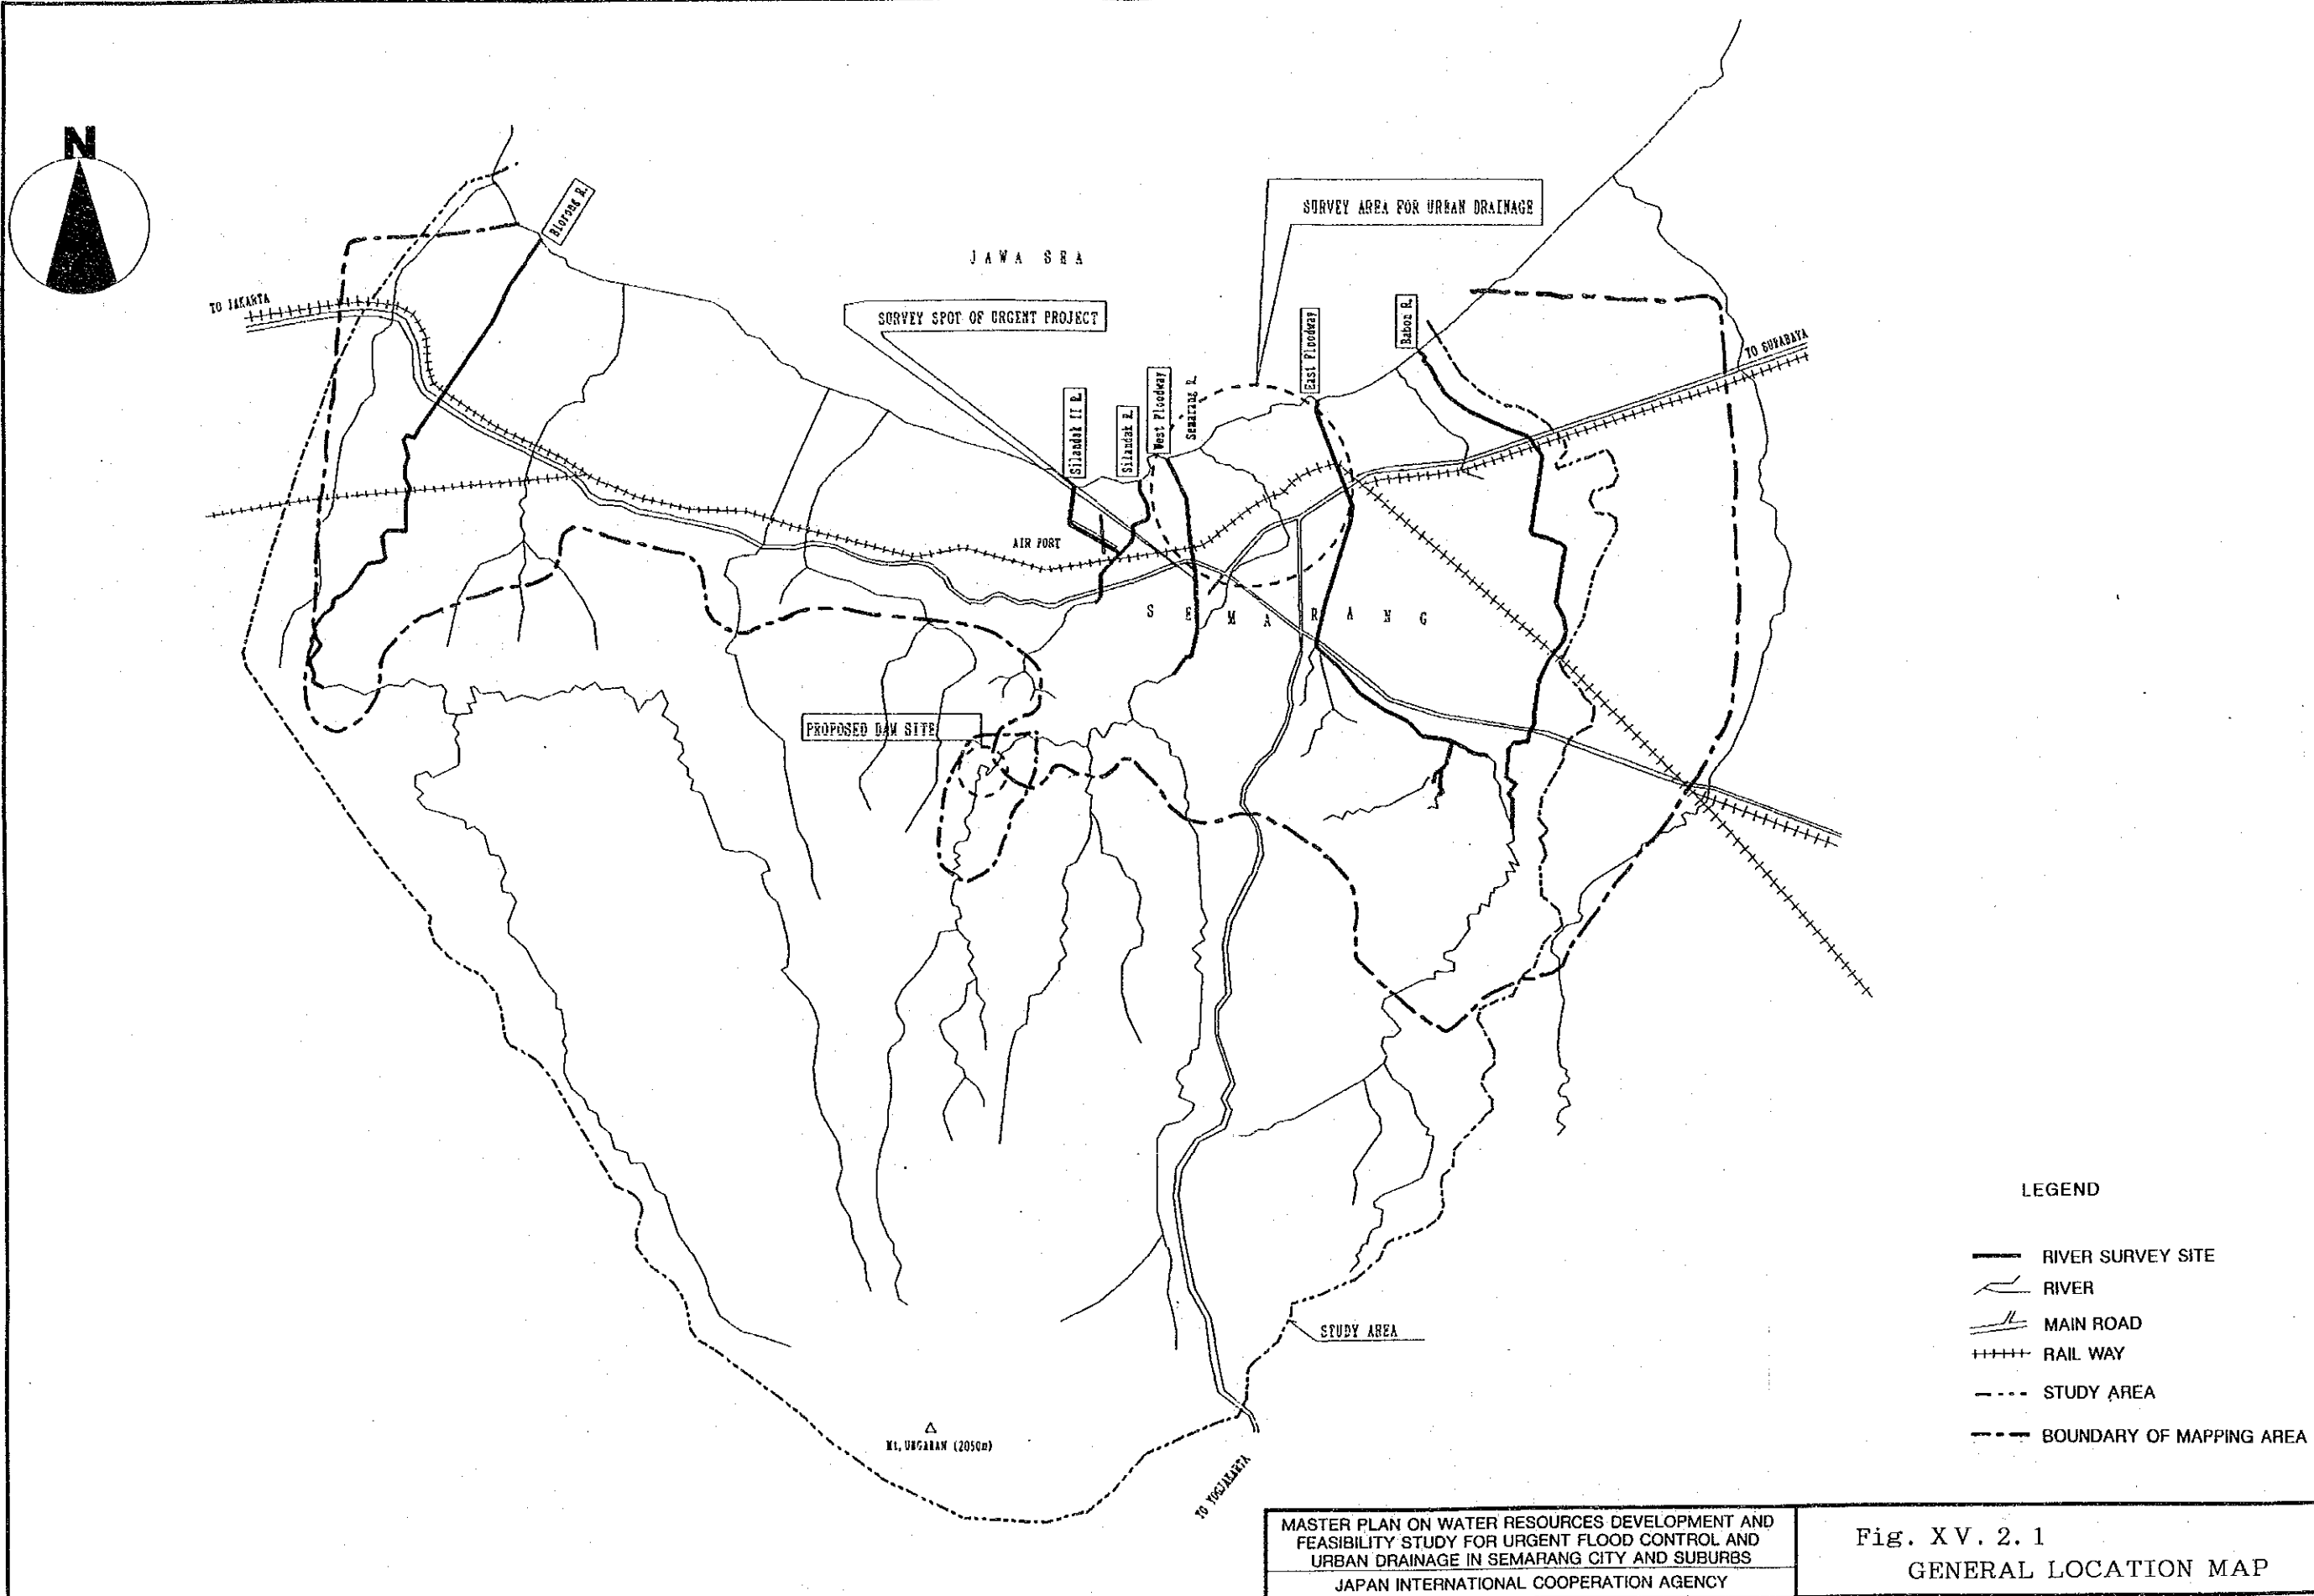 N
Blorong R.
SURVEY AREA FOR URBAN DRAINAGE
JAWA SEA
TO JAKARTA
SURVEY SPOT OF URGENT PROJECT
Babon R.
East Floodway
TO SURABAYA
West Floodway
Semarang R.
Silandak II R.
Silandak R.
AIR PORT
SEMARANG
PROPOSED DAM SITE
LEGEND
RIVER SURVEY SITE
RIVER
MAIN ROAD
RAIL WAY
STUDY AREA
BOUNDARY OF MAPPING AREA
STUDY AREA
Mt. UNGARAN (2050m)
TO YOGJAKARTA
MASTER PLAN ON WATER RESOURCES DEVELOPMENT AND
FEASIBILITY STUDY FOR URGENT FLOOD CONTROL AND
URBAN DRAINAGE IN SEMARANG CITY AND SUBURBS
JAPAN INTERNATIONAL COOPERATION AGENCY
Fig. XV. 2. 1
GENERAL LOCATION MAP